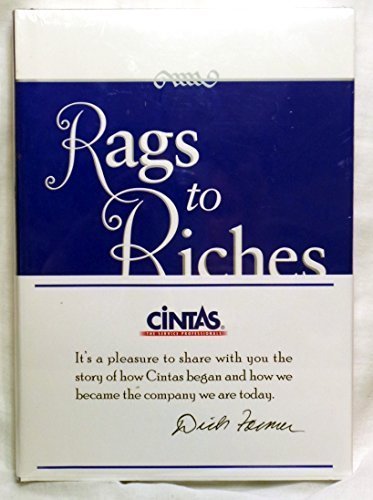 Rags
to
Riches
CiNTAS®
THE SERVICE PROFESSIONALS
It's a pleasure to share with you the
story of how Cintas began and how we
became the company we are today.
Dick Farmer